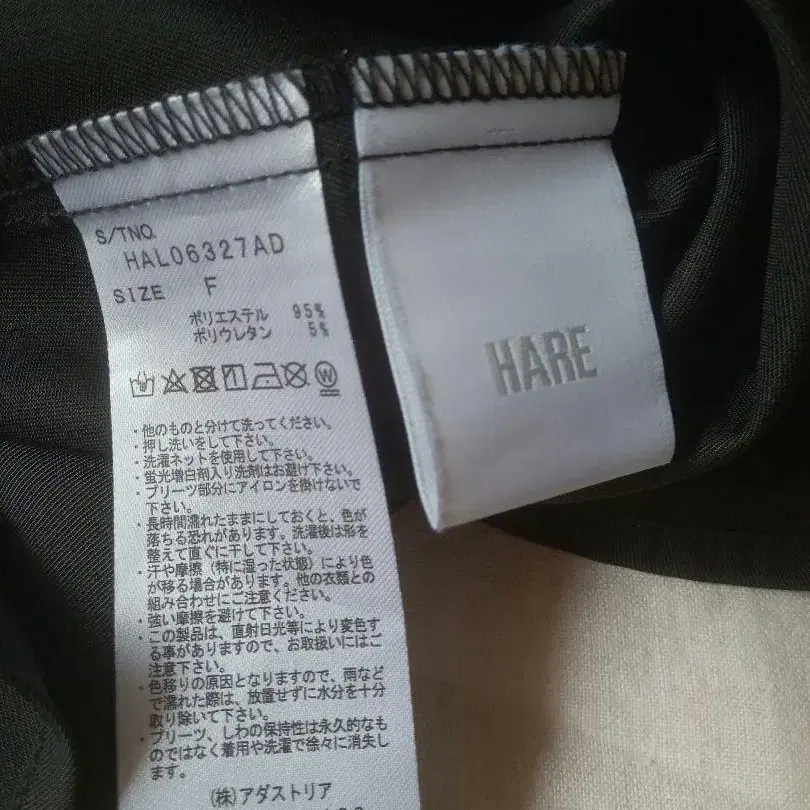 S/TNO.
HAL06327AD
SIZE F
ポリエステル 95%
ポリウレタン 5%
・他のものと分けて洗ってください。
・押し洗いをして下さい。
・洗濯ネットを使用して下さい。
・蛍光増白剤入り洗剤はお避け下さい。
・プリーツ部分にアイロンを掛けないで
下さい。
・長時間濡れたままにしておくと、色が
落ちる恐れがあります。洗濯後は形を
整えて直ぐに干して下さい。
・汗や摩擦（特に湿った状態）により色
が移る場合があります。他の衣類との
組み合わせにご注意ください。
・強い摩擦を避けて下さい。
・この製品は、直射日光等により変色す
る事がありますので、お取扱いにはご
注意下さい。
・色移りの原因となりますので、雨など
で濡れた際は、放置せずに水分を十分
取り除いて下さい。
・プリーツ、しわの保持性は永久的なも
のではなく着用や洗濯で徐々に消失し
ます。
(株)アダストリア
HARE